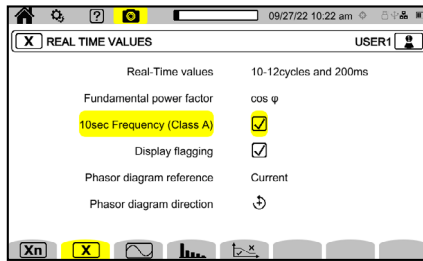 ?
09/27/22 10:22 am
X REAL TIME VALUES USER1
Real-Time values 10-12cycles and 200ms
Fundamental power factor cos φ
10sec Frequency (Class A)
Display flagging
Phasor diagram reference Current
Phasor diagram direction
Xn X